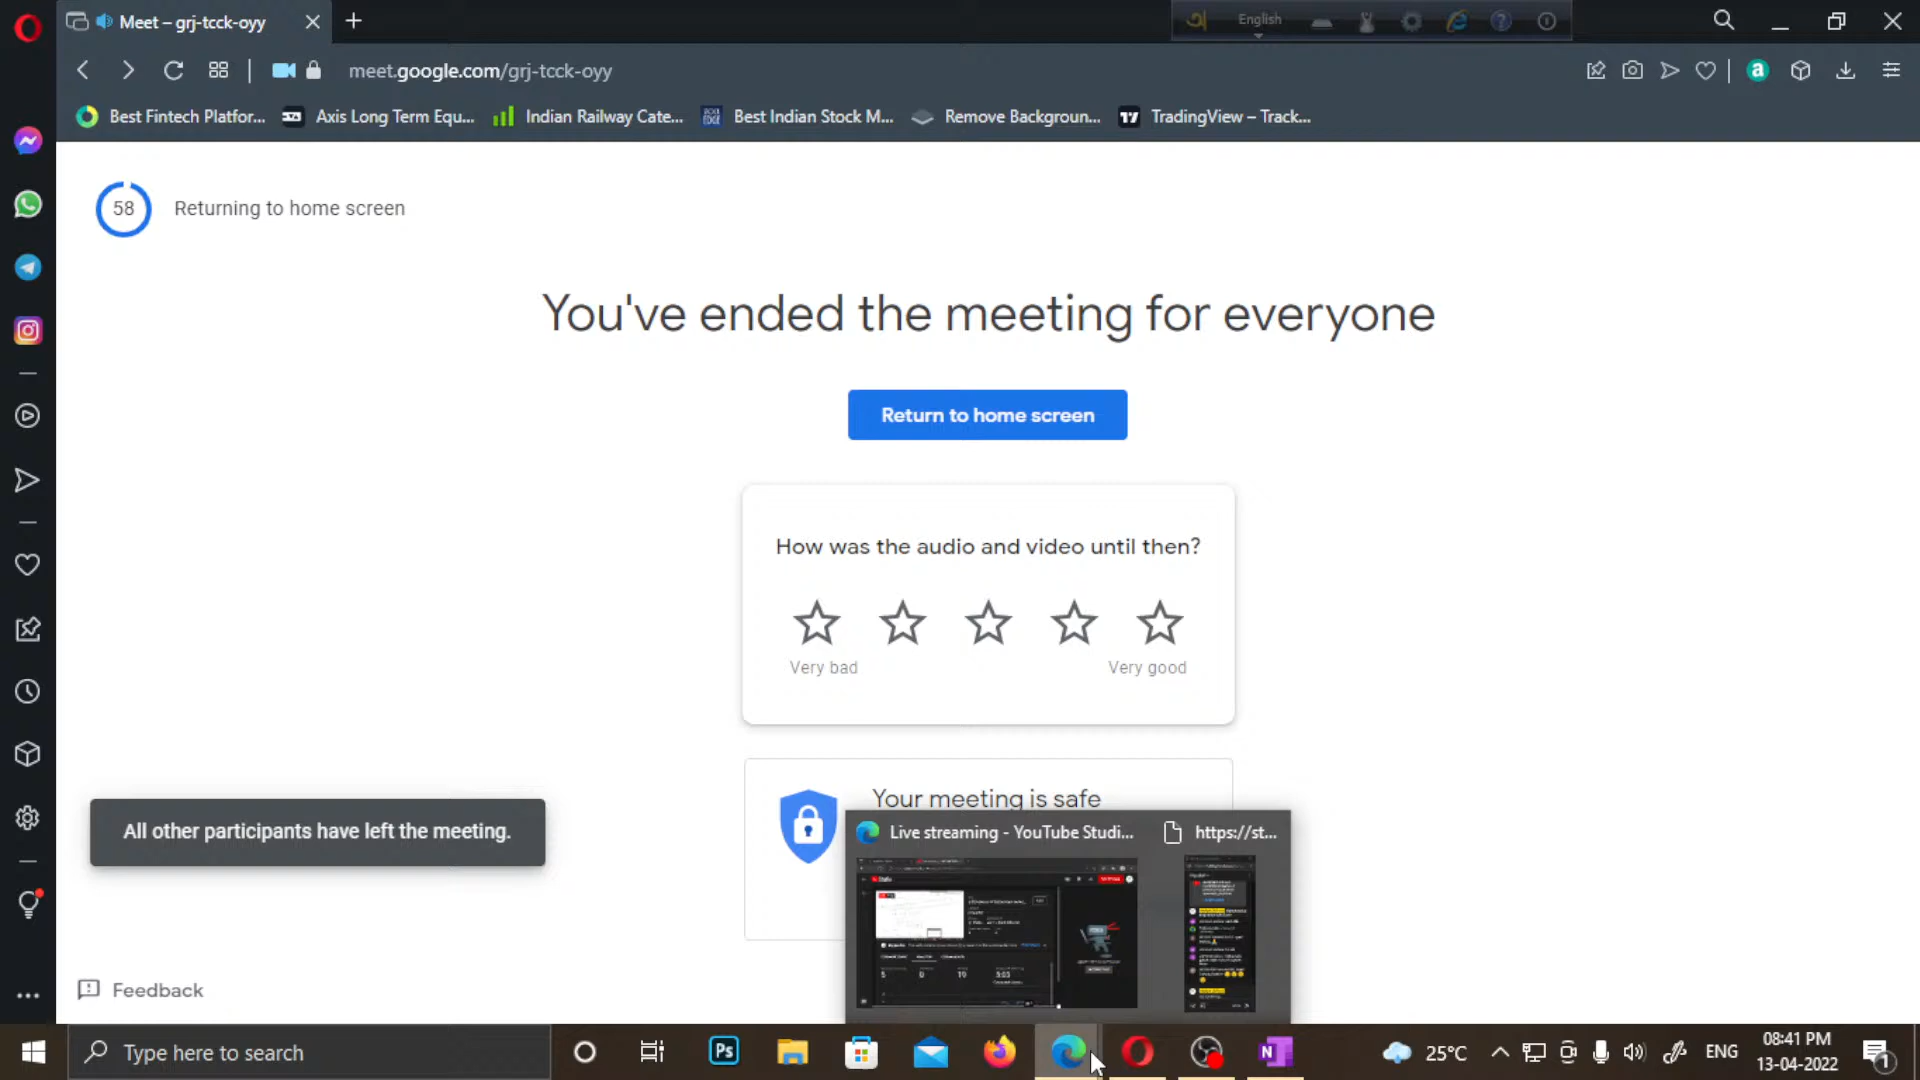 Meet – grj-tcck-oyy
English
meet.google.com/grj-tcck-oyy
Best Fintech Platfor...
Axis Long Term Equ...
Indian Railway Cate...
Best Indian Stock M...
Remove Backgroun...
TradingView – Track...
58
Returning to home screen
You've ended the meeting for everyone
Return to home screen
How was the audio and video until then?
Very bad
Very good
Your meeting is safe
All other participants have left the meeting.
Live streaming - YouTube Studi...
https://st...
Feedback
Type here to search
Ps
N
25°C
ENG
08:41 PM
13-04-2022
1